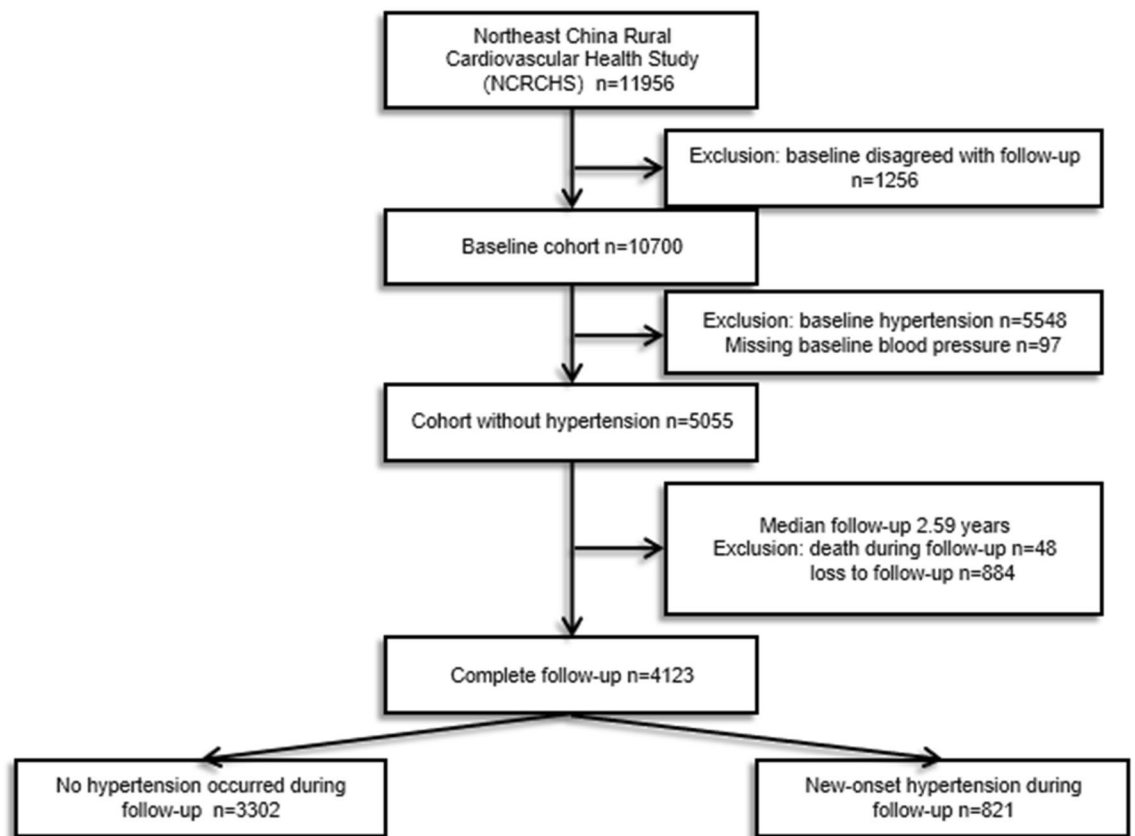 Northeast China Rural
Cardiovascular Health Study
(NCRCHS) n=11956
Exclusion: baseline disagreed with follow-up
n=1256
Baseline cohort n=10700
Exclusion: baseline hypertension n=5548
Missing baseline blood pressure n=97
Cohort without hypertension n=5055
Median follow-up 2.59 years
Exclusion: death during follow-up n=48
loss to follow-up n=884
Complete follow-up n=4123
No hypertension occurred during
follow-up n=3302
New-onset hypertension during
follow-up n=821